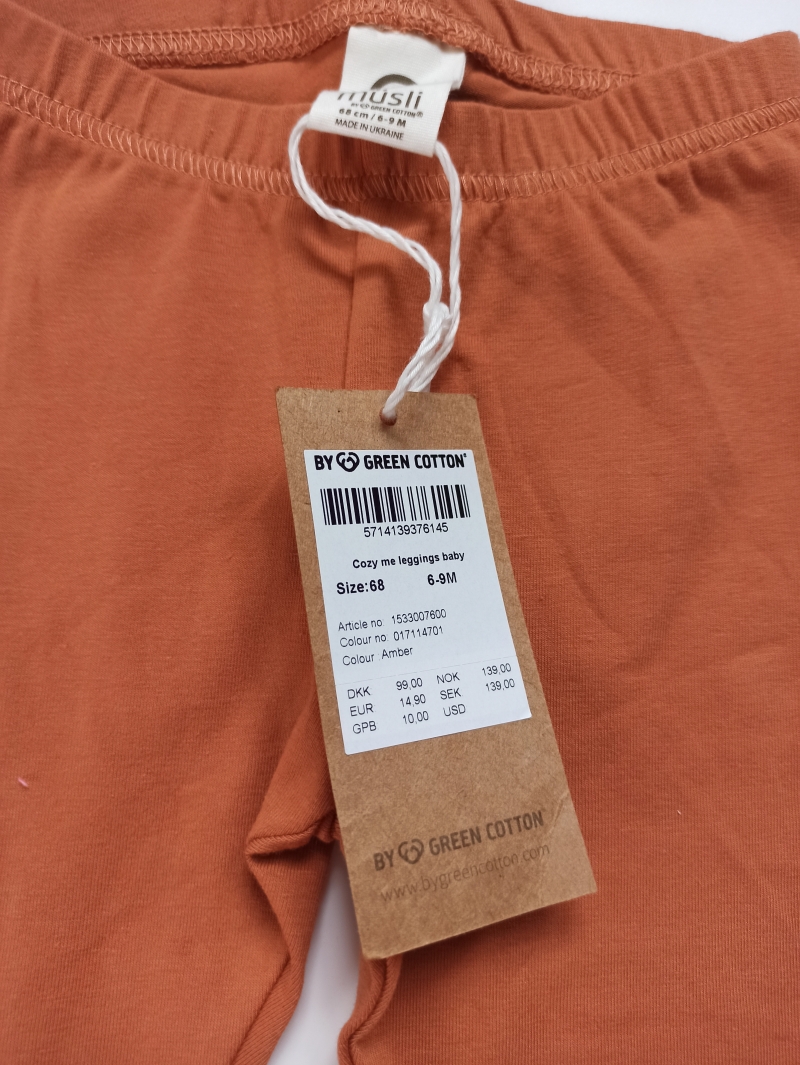 müsli
BY GREEN COTTON®
68 cm / 6-9 M
MADE IN UKRAINE
BY GREEN COTTON®
5714139376145
Cozy me leggings baby
Size:68 6-9M
Article no 1533007600
Colour no: 017114701
Colour Amber
DKK 99,00 NOK 139,00
EUR 14,90 SEK 139,00
GPB 10,00 USD
BY GREEN COTTON®
www.bygreencotton.com